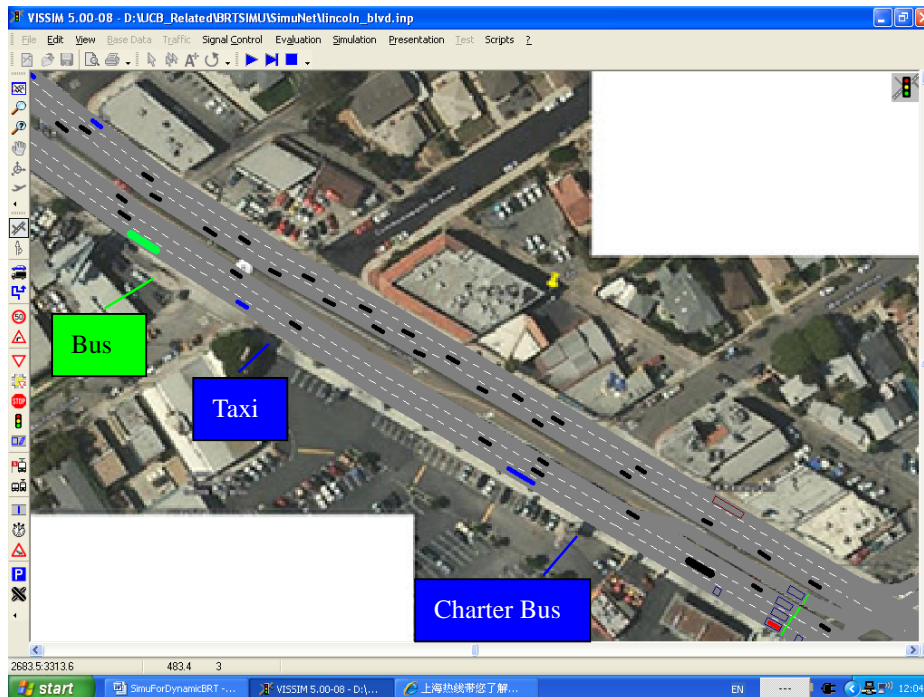 VISSIM 5.00-08 - D:\UCB_Related\BRTSIMU\SimuNet\lincoln_blvd.inp
File Edit View Base Data Traffic Signal Control Evaluation Simulation Presentation Test Scripts ?
50
STOP
P
Bus
Taxi
Charter Bus
2683.5:3313.6 483.4 3
start
SimuForDynamicBRT -...
VISSIM 5.00-08 - D:\...
上海热线带您了解...
EN
---